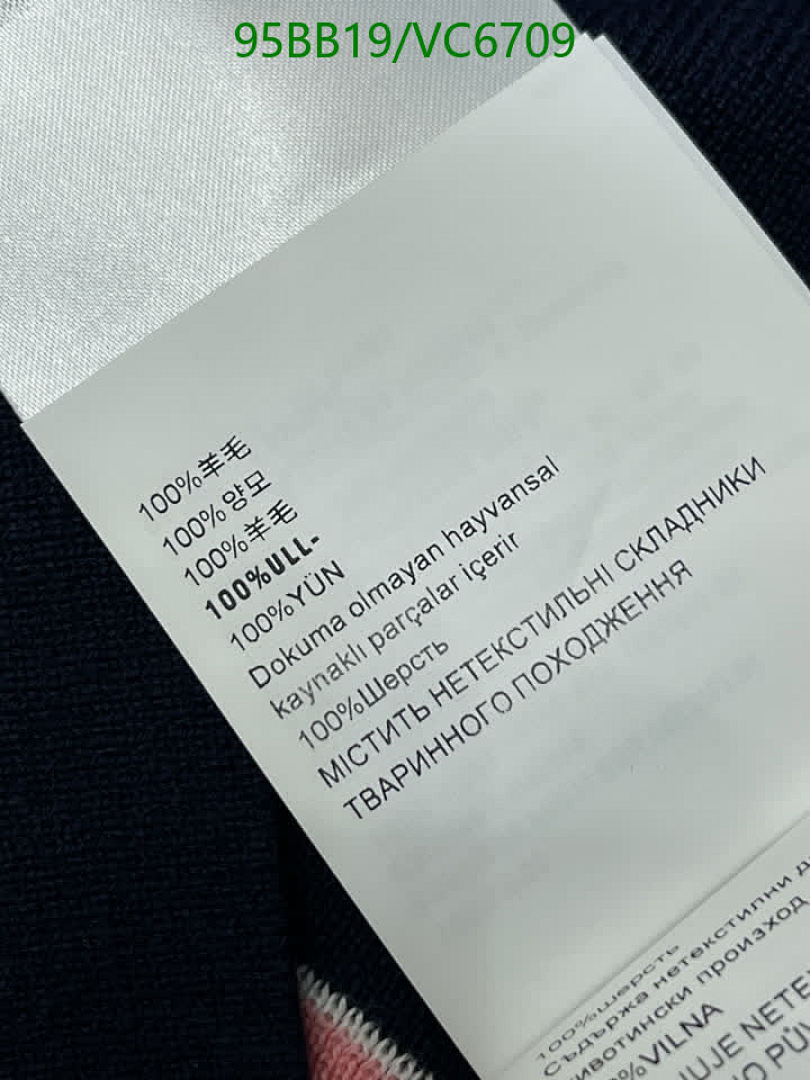 95BB19/VC6709
100%羊毛
100%양모
100%羊毛
100%ULL-
100%YÜN
Dokuma olmayan hayvansal
kaynaklı parçalar içerir
100%Шерсть
МІСТИТЬ НЕТЕКСТИЛЬНІ СКЛАДНИКИ
ТВАРИННОГО ПОХОДЖЕННЯ
100%шерсть
Съдържа нетекстилни
животински произход
%VILNA